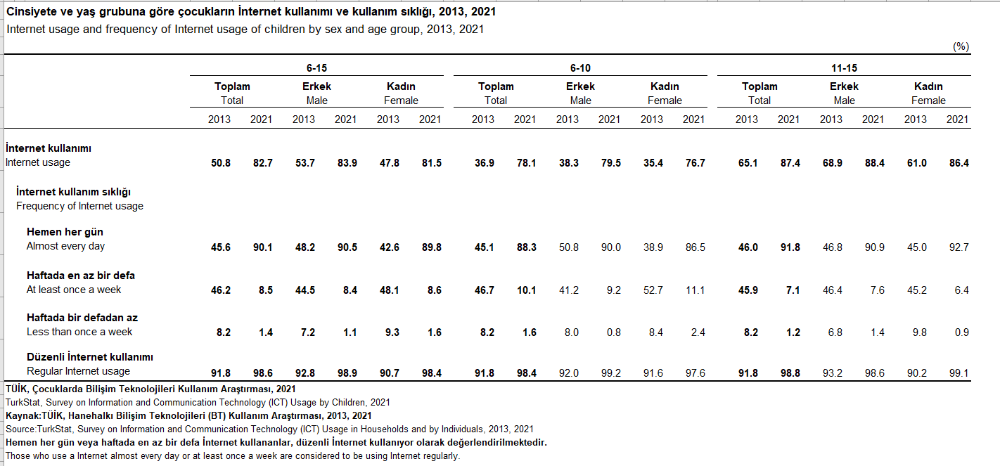 Cinsiyete ve yaş grubuna göre çocukların İnternet kullanımı ve kullanım sıklığı, 2013, 2021
Internet usage and frequency of Internet usage of children by sex and age group, 2013, 2021
(%)
6-15 6-10 11-15
Toplam Erkek Kadın Toplam Erkek Kadın Toplam Erkek Kadın
Total Male Female Total Male Female Total Male Female
2013 2021 2013 2021 2013 2021 2013 2021 2013 2021 2013 2021 2013 2021 2013 2021 2013 2021
İnternet kullanımı
Internet usage 50.8 82.7 53.7 83.9 47.8 81.5 36.9 78.1 38.3 79.5 35.4 76.7 65.1 87.4 68.9 88.4 61.0 86.4
İnternet kullanım sıklığı
Frequency of Internet usage
Hemen her gün
Almost every day 45.6 90.1 48.2 90.5 42.6 89.8 45.1 88.3 50.8 90.0 38.9 86.5 46.0 91.8 46.8 90.9 45.0 92.7
Haftada en az bir defa
At least once a week 46.2 8.5 44.5 8.4 48.1 8.6 46.7 10.1 41.2 9.2 52.7 11.1 45.9 7.1 46.4 7.6 45.2 6.4
Haftada bir defadan az
Less than once a week 8.2 1.4 7.2 1.1 9.3 1.6 8.2 1.6 8.0 0.8 8.4 2.4 8.2 1.2 6.8 1.4 9.8 0.9
Düzenli İnternet kullanımı
Regular Internet usage 91.8 98.6 92.8 98.9 90.7 98.4 91.8 98.4 92.0 99.2 91.6 97.6 91.8 98.8 93.2 98.6 90.2 99.1
TÜİK, Çocuklarda Bilişim Teknolojileri Kullanım Araştırması, 2021
TurkStat, Survey on Information and Communication Technology (ICT) Usage by Children, 2021
Kaynak:TÜİK, Hanehalkı Bilişim Teknolojileri (BT) Kullanım Araştırması, 2013, 2021
Source:TurkStat, Survey on Information and Communication Technology (ICT) Usage in Households and by Individuals, 2013, 2021
Hemen her gün veya haftada en az bir defa İnternet kullananlar, düzenli İnternet kullanıyor olarak değerlendirilmektedir.
Those who use a Internet almost every day or at least once a week are considered to be using Internet regularly.